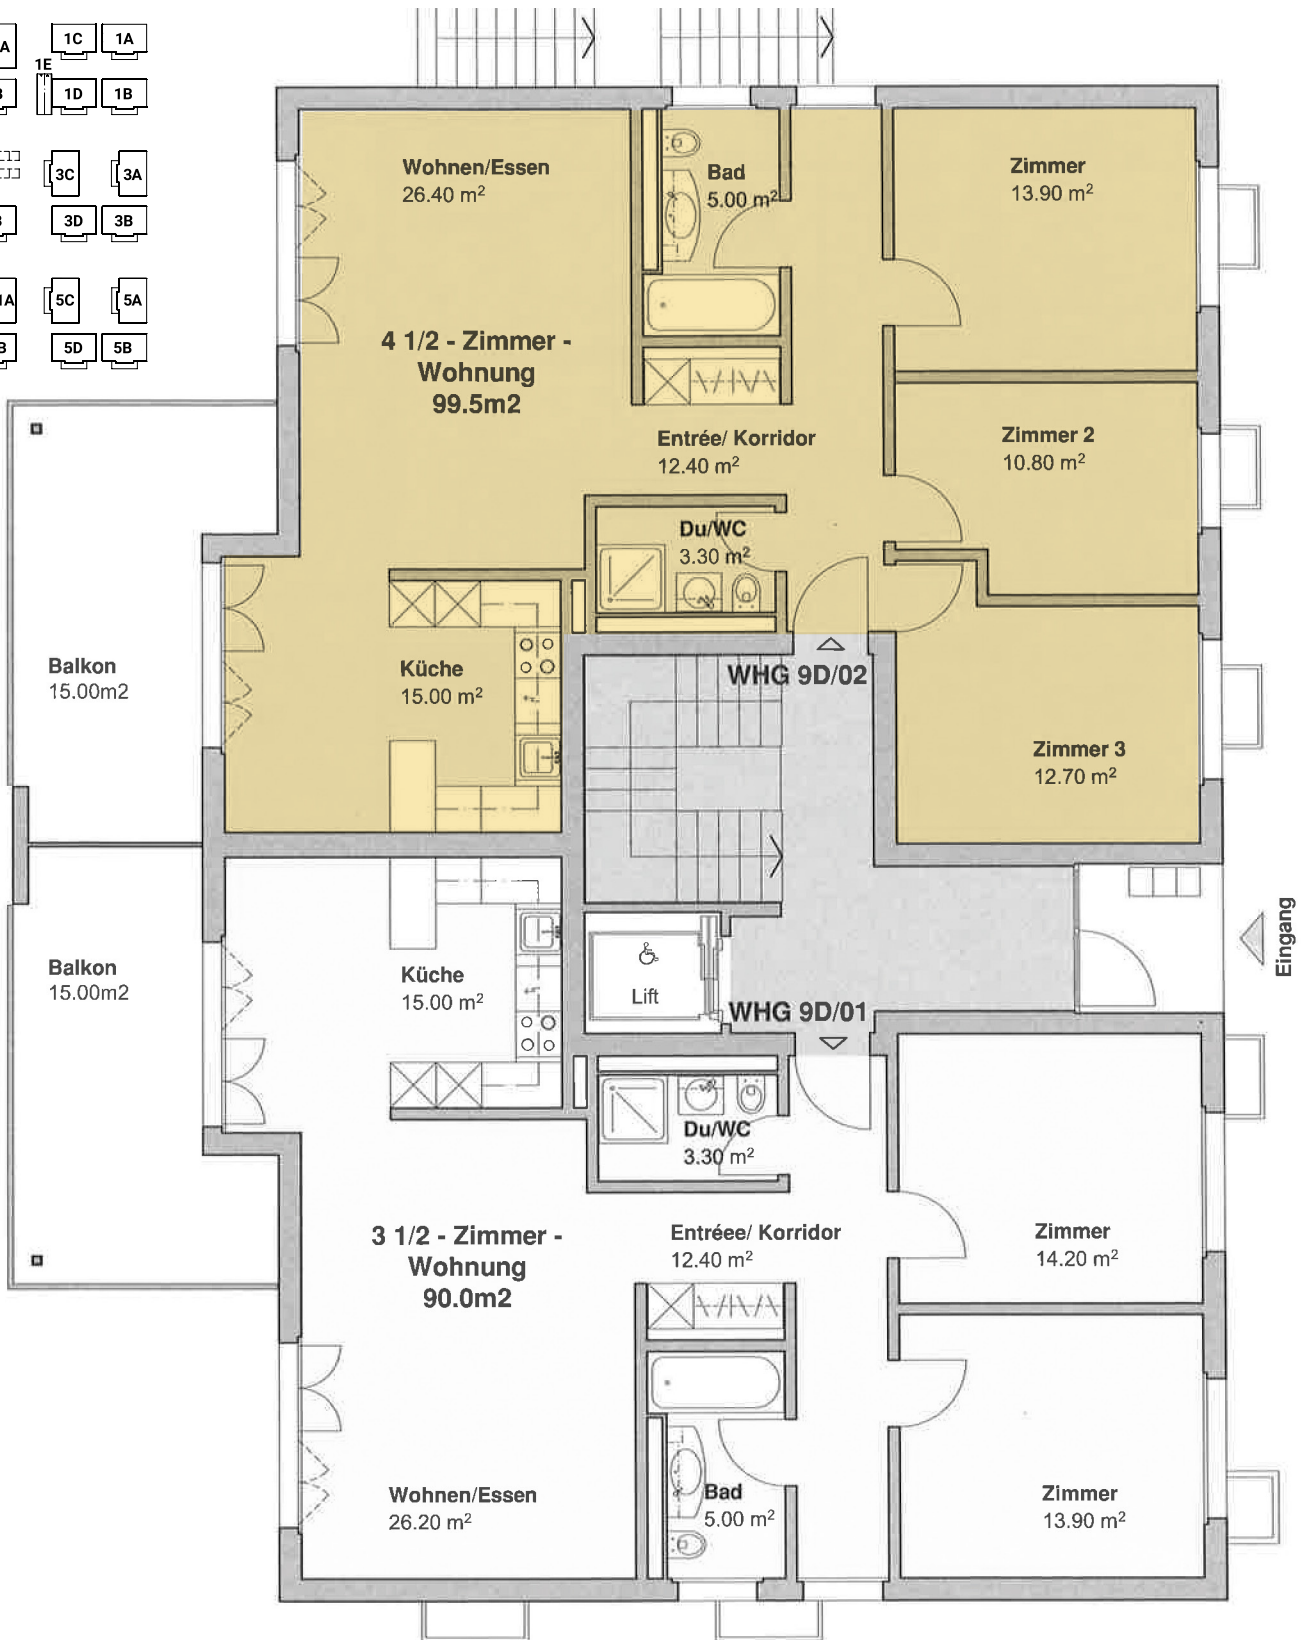 A
1C
1A
1E
1D
1B
3C
3A
3D
3B
5C
5A
5D
5B
Wohnen/Essen
26.40 m²
Bad
5.00 m²
Zimmer
13.90 m²
4 1/2 - Zimmer -
Wohnung
99.5m2
Entrée/ Korridor
12.40 m²
Zimmer 2
10.80 m²
Du/WC
3.30 m²
Balkon
15.00m2
Küche
15.00 m²
WHG 9D/02
Zimmer 3
12.70 m²
Eingang
Balkon
15.00m2
Küche
15.00 m²
Lift
WHG 9D/01
Du/WC
3.30 m²
3 1/2 - Zimmer -
Wohnung
90.0m2
Entréee/ Korridor
12.40 m²
Zimmer
14.20 m²
Wohnen/Essen
26.20 m²
Bad
5.00 m²
Zimmer
13.90 m²